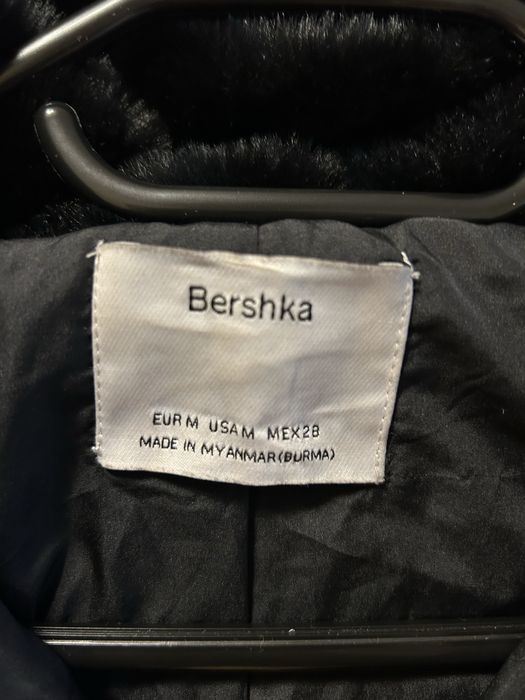 Bershka
EUR M USA M MEX 28
MADE IN MYANMAR (BURMA)